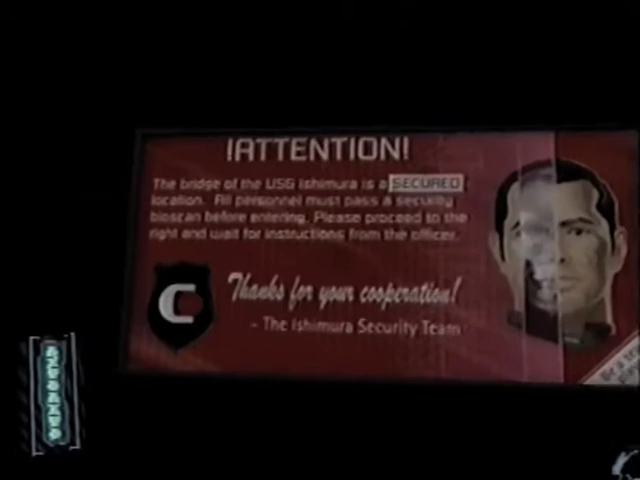 !ATTENTION!
The bridge of the USG Ishimura is a SECURED
location. All personnel must pass a security
bioscan before entering. Please proceed to the
right and wait for instructions from the officer.
Thanks for your cooperation!
- The Ishimura Security Team